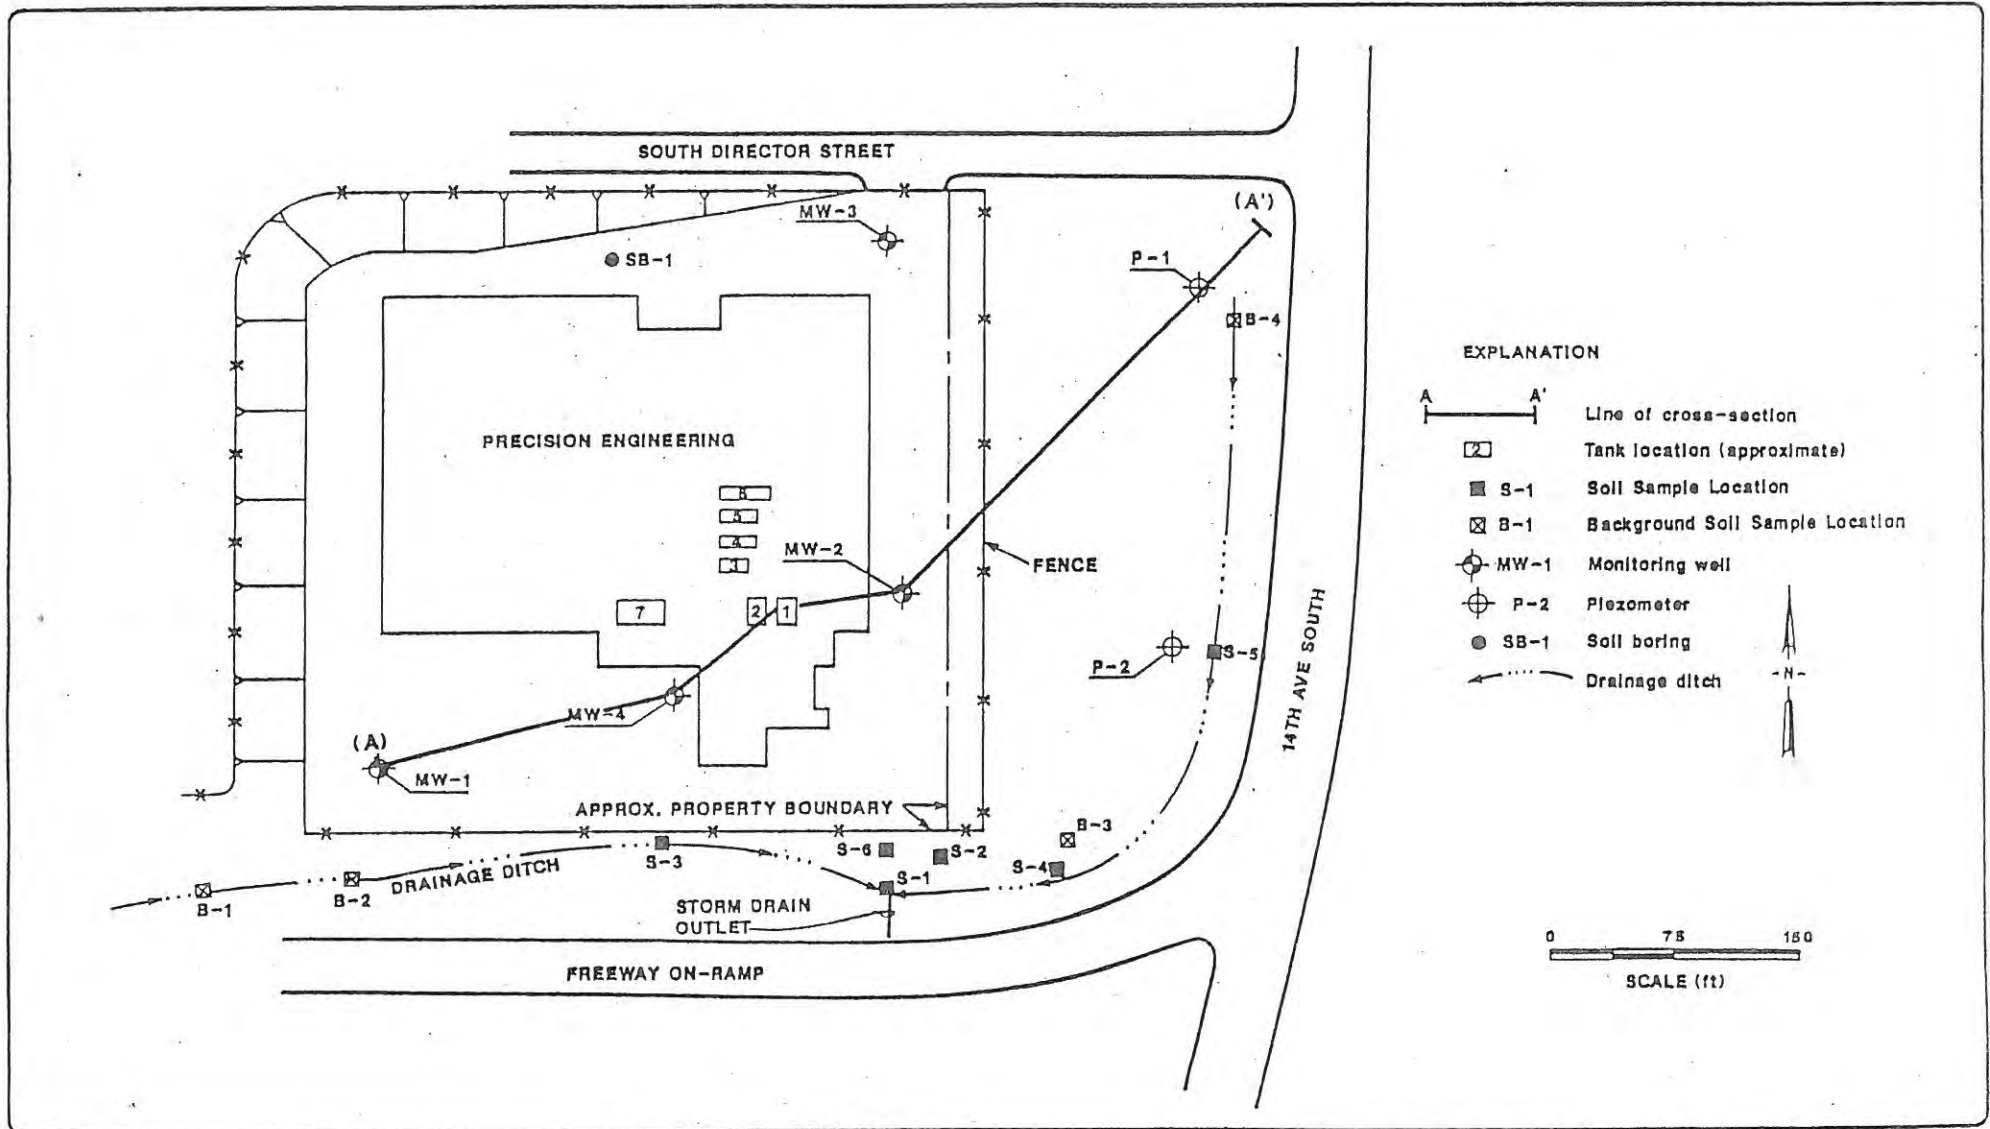 SOUTH DIRECTOR STREET
MW-3
(A')
SB-1
P-1
B-4
PRECISION ENGINEERING
6
5
4
3
MW-2
FENCE
7
2
1
P-2
S-5
14TH AVE SOUTH
MW-4
(A)
MW-1
APPROX. PROPERTY BOUNDARY
B-3
S-3
S-6
S-2
S-4
DRAINAGE DITCH
S-1
B-1
B-2
STORM DRAIN
OUTLET
FREEWAY ON-RAMP
EXPLANATION
A A'
Line of cross-section
2 Tank location (approximate)
S-1 Soil Sample Location
B-1 Background Soil Sample Location
MW-1 Monitoring well
P-2 Piezometer
SB-1 Soil boring
Drainage ditch
-N-
0 75 150
SCALE (ft)